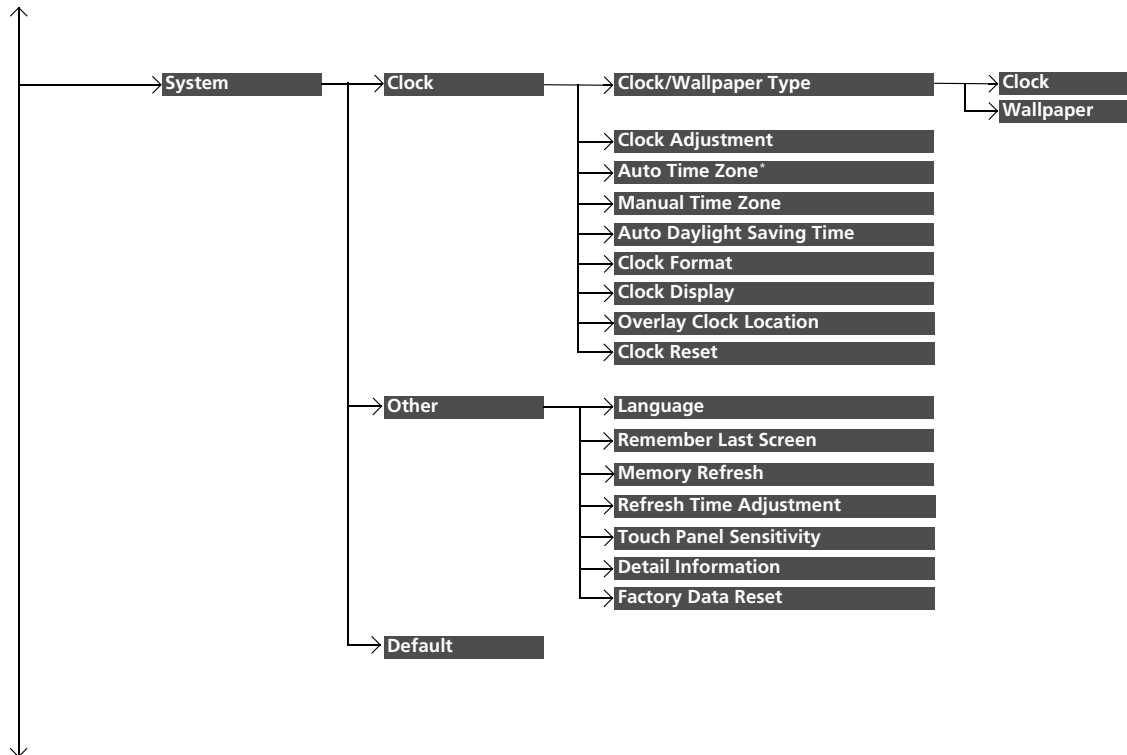 System
Clock
Clock/Wallpaper Type
Clock
Wallpaper
Clock Adjustment
Auto Time Zone*
Manual Time Zone
Auto Daylight Saving Time
Clock Format
Clock Display
Overlay Clock Location
Clock Reset
Other
Language
Remember Last Screen
Memory Refresh
Refresh Time Adjustment
Touch Panel Sensitivity
Detail Information
Factory Data Reset
Default